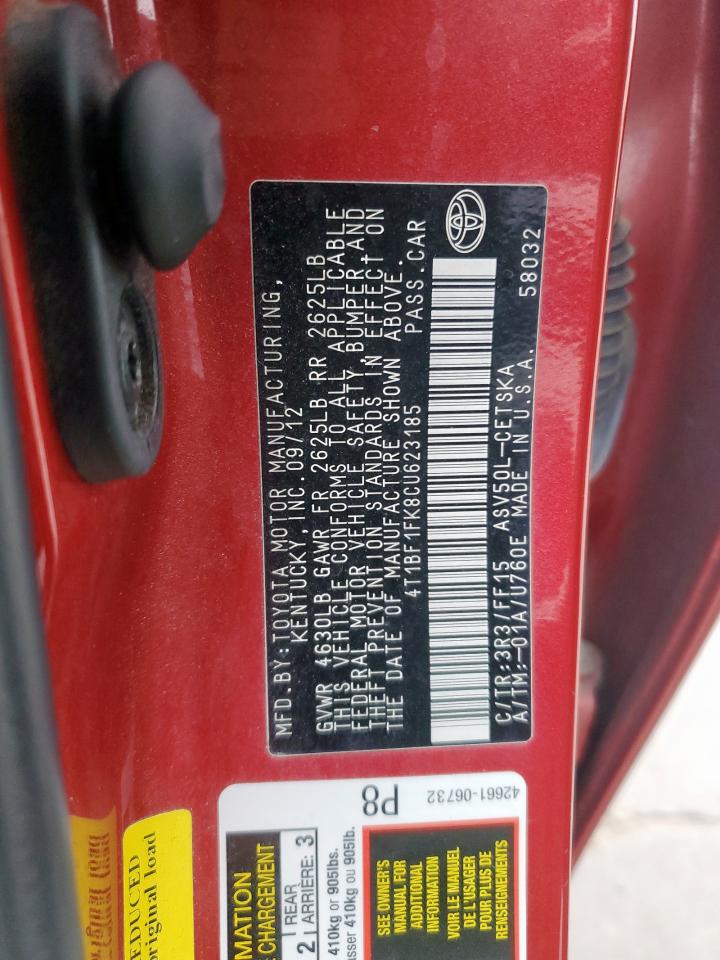 MFD.BY:TOYOTA MOTOR MANUFACTURING,
KENTUCKY, INC. 09/12
GVWR 4630LB GAWR FR 2625LB RR 2625LB
THIS VEHICLE CONFORMS TO ALL APPLICABLE
FEDERAL MOTOR VEHICLE SAFETY, BUMPER,AND
THEFT PREVENTION STANDARDS IN EFFECT ON
THE DATE OF MANUFACTURE SHOWN ABOVE.
4T1BF1FK8CU623185 PASS.CAR
C/TR:3R3/FF15 ASV50L-CETSKA
A/TM:-01A/U760E MADE IN U.S.A. 58032
EDUCED
original load
RMATION
CHARGEMENT
2 REAR
ARRIÈRE: 3
410kg or 905lbs.
asser 410kg ou 905lb.
P8
42661-06732
SEE OWNER'S
MANUAL FOR
ADDITIONAL
INFORMATION
VOIR LE MANUEL
DE L'USAGER
POUR PLUS DE
RENSEIGNEMENTS